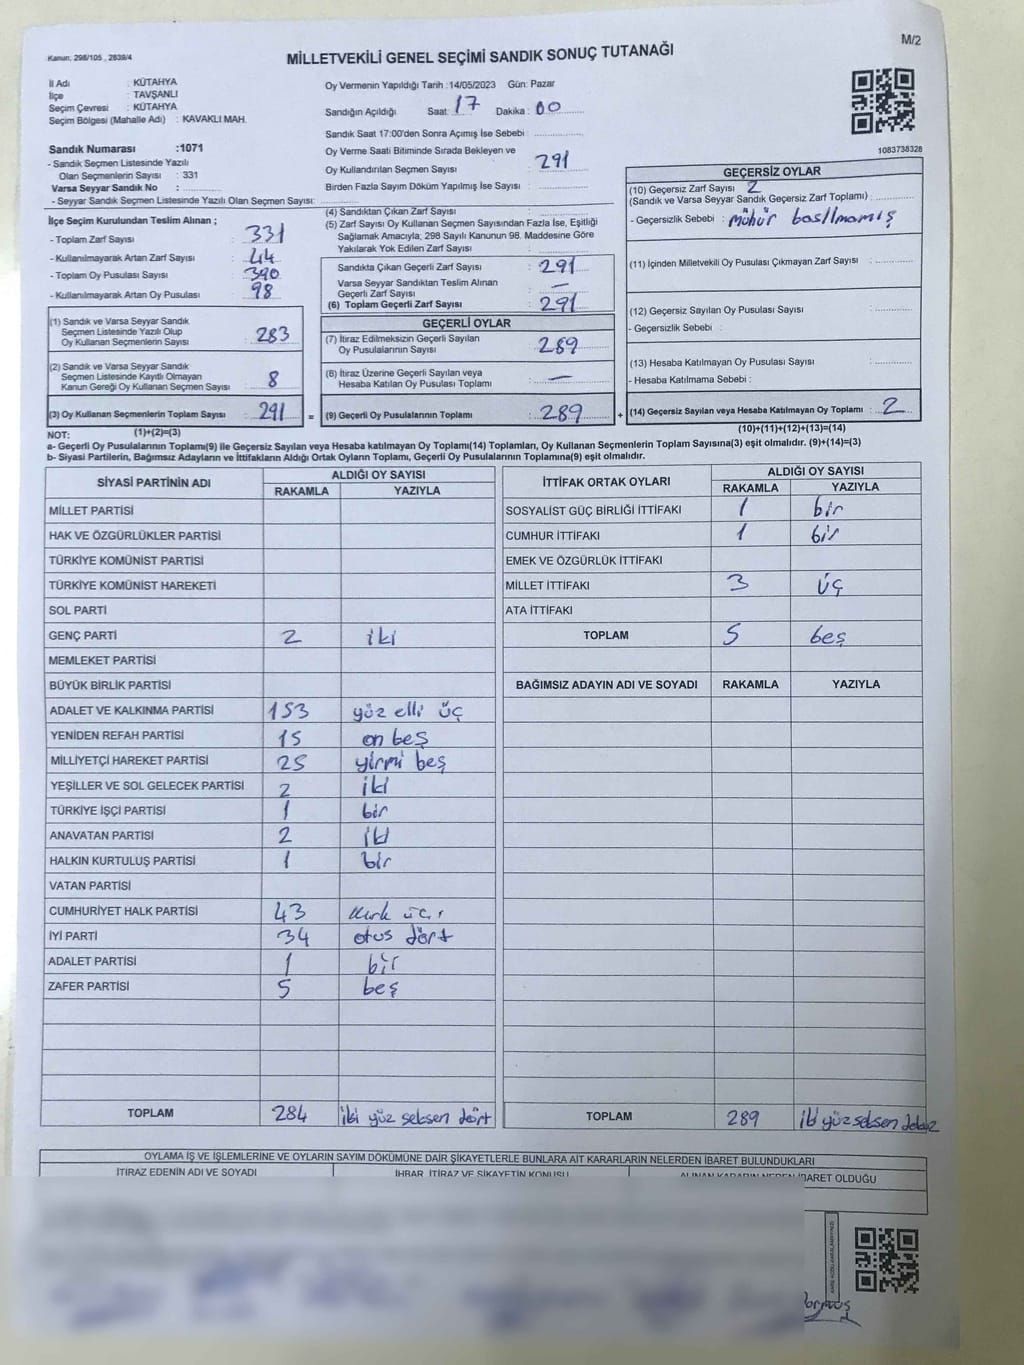 Kanun: 298/105 , 2839/4
M/2
MİLLETVEKİLİ GENEL SEÇİMİ SANDIK SONUÇ TUTANAĞI
İl Adı : KÜTAHYA
İlçe : TAVŞANLI
Seçim Çevresi : KÜTAHYA
Seçim Bölgesi (Mahalle Adı) : KAVAKLI MAH.
Oy Vermenin Yapıldığı Tarih :14/05/2023 Gün: Pazar
Sandığın Açıldığı Saat: 17 Dakika : 00
Sandık Saat 17:00'den Sonra Açımış İse Sebebi :
Oy Verme Saati Bitiminde Sırada Bekleyen ve
Oy Kullandırılan Seçmen Sayısı : 291
Birden Fazla Sayım Döküm Yapılmış İse Sayısı :
1083738328
Sandık Numarası :1071
- Sandık Seçmen Listesinde Yazılı
Olan Seçmenlerin Sayısı : 331
Varsa Seyyar Sandık No :
- Seyyar Sandık Seçmen Listesinde Yazılı Olan Seçmen Sayısı:
İlçe Seçim Kurulundan Teslim Alınan ;
- Toplam Zarf Sayısı : 331
- Kullanılmayarak Artan Zarf Sayısı : 44
- Toplam Oy Pusulası Sayısı : 390
- Kullanılmayarak Artan Oy Pusulası : 98
(1) Sandık ve Varsa Seyyar Sandık
Seçmen Listesinde Yazılı Olup
Oy Kullanan Seçmenlerin Sayısı : 283
(2) Sandık ve Varsa Seyyar Sandık
Seçmen Listesinde Kayıtlı Olmayan
Kanun Gereği Oy Kullanan Seçmen Sayısı : 8
(3) Oy Kullanan Seçmenlerin Toplam Sayısı : 291 =
(4) Sandıktan Çıkan Zarf Sayısı :
(5) Zarf Sayısı Oy Kullanan Seçmen Sayısından Fazla İse, Eşitliği
Sağlamak Amacıyla, 298 Sayılı Kanunun 98. Maddesine Göre
Yakılarak Yok Edilen Zarf Sayısı :
Sandıkta Çıkan Geçerli Zarf Sayısı : 291
Varsa Seyyar Sandıktan Teslim Alınan
Geçerli Zarf Sayısı : —
(6) Toplam Geçerli Zarf Sayısı : 291
GEÇERLİ OYLAR
(7) İtiraz Edilmeksizin Geçerli Sayılan
Oy Pusulalarının Sayısı : 289
(8) İtiraz Üzerine Geçerli Sayılan veya
Hesaba Katılan Oy Pusulası Toplamı : —
(9) Geçerli Oy Pusulalarının Toplamı : 289 +
GEÇERSİZ OYLAR
(10) Geçersiz Zarf Sayısı 2
(Sandık ve Varsa Seyyar Sandık Geçersiz Zarf Toplamı) :
- Geçersizlik Sebebi : mühür basılmamış
(11) İçinden Milletvekili Oy Pusulası Çıkmayan Zarf Sayısı :
(12) Geçersiz Sayılan Oy Pusulası Sayısı :
- Geçersizlik Sebebi :
(13) Hesaba Katılmayan Oy Pusulası Sayısı :
- Hesaba Katılmama Sebebi :
(14) Geçersiz Sayılan veya Hesaba Katılmayan Oy Toplamı : 2
NOT: (1)+(2)=(3) (10)+(11)+(12)+(13)=(14)
a- Geçerli Oy Pusulalarının Toplamı(9) ile Geçersiz Sayılan veya Hesaba katılmayan Oy Toplamı(14) Toplamları, Oy Kullanan Seçmenlerin Toplam Sayısına(3) eşit olmalıdır. (9)+(14)=(3)
b- Siyasi Partilerin, Bağımsız Adayların ve İttifakların Aldığı Ortak Oyların Toplamı, Geçerli Oy Pusulalarının Toplamına(9) eşit olmalıdır.
SİYASİ PARTİNİN ADI ALDIĞI OY SAYISI
RAKAMLA YAZIYLA
MİLLET PARTİSİ
HAK VE ÖZGÜRLÜKLER PARTİSİ
TÜRKİYE KOMÜNİST PARTİSİ
TÜRKİYE KOMÜNİST HAREKETİ
SOL PARTİ
GENÇ PARTİ 2 iki
MEMLEKET PARTİSİ
BÜYÜK BİRLİK PARTİSİ
ADALET VE KALKINMA PARTİSİ 153 yüz elli üç
YENİDEN REFAH PARTİSİ 15 on beş
MİLLİYETÇİ HAREKET PARTİSİ 25 yirmi beş
YEŞİLLER VE SOL GELECEK PARTİSİ 2 iki
TÜRKİYE İŞÇİ PARTİSİ 1 bir
ANAVATAN PARTİSİ 2 iki
HALKIN KURTULUŞ PARTİSİ 1 bir
VATAN PARTİSİ
CUMHURİYET HALK PARTİSİ 43 kırk üç
İYİ PARTİ 34 otus dört
ADALET PARTİSİ 1 bir
ZAFER PARTİSİ 5 beş
TOPLAM 284 iki yüz seksen dört
İTTİFAK ORTAK OYLARI ALDIĞI OY SAYISI
RAKAMLA YAZIYLA
SOSYALİST GÜÇ BİRLİĞİ İTTİFAKI 1 bir
CUMHUR İTTİFAKI 1 bir
EMEK VE ÖZGÜRLÜK İTTİFAKI
MİLLET İTTİFAKI 3 üç
ATA İTTİFAKI
TOPLAM 5 beş
BAĞIMSIZ ADAYIN ADI VE SOYADI RAKAMLA YAZIYLA
TOPLAM 289 iki yüz seksen dokuz
OYLAMA İŞ VE İŞLEMLERİNE VE OYLARIN SAYIM DÖKÜMÜNE DAİR ŞİKAYETLERLE BUNLARA AİT KARARLARIN NELERDEN İBARET BULUNDUKLARI
İTİRAZ EDENİN ADI VE SOYADI İHBAR, İTİRAZ VE ŞİKAYETİN KONUSU ALINAN KARARIN NEDEN İBARET OLDUĞU